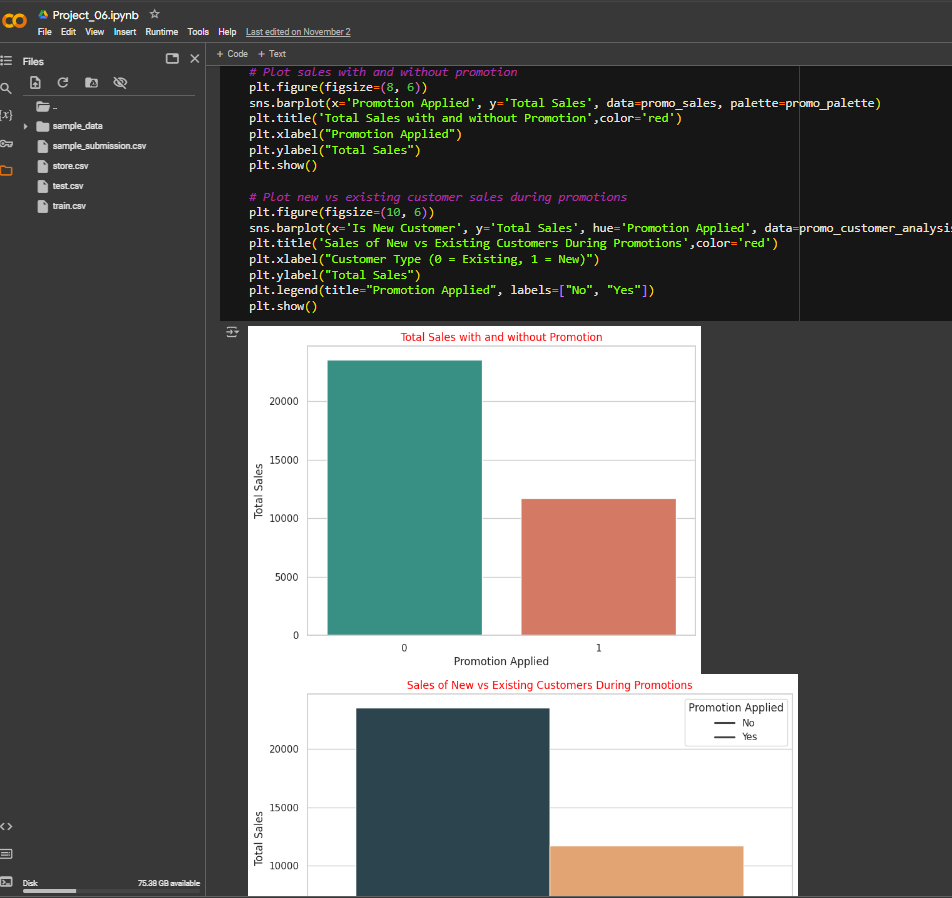 Project_06.ipynb
File Edit View Insert Runtime Tools Help Last edited on November 2
Files
+ Code + Text
..
sample_data
sample_submission.csv
store.csv
test.csv
train.csv
{x}
# Plot sales with and without promotion
plt.figure(figsize=(8, 6))
sns.barplot(x='Promotion Applied', y='Total Sales', data=promo_sales, palette=promo_palette)
plt.title('Total Sales with and without Promotion',color='red')
plt.xlabel("Promotion Applied")
plt.ylabel("Total Sales")
plt.show()
# Plot new vs existing customer sales during promotions
plt.figure(figsize=(10, 6))
sns.barplot(x='Is New Customer', y='Total Sales', hue='Promotion Applied', data=promo_customer_analysis
plt.title('Sales of New vs Existing Customers During Promotions',color='red')
plt.xlabel("Customer Type (0 = Existing, 1 = New)")
plt.ylabel("Total Sales")
plt.legend(title="Promotion Applied", labels=["No", "Yes"])
plt.show()
Total Sales with and without Promotion
Total Sales
20000
15000
10000
5000
0
0 1
Promotion Applied
Sales of New vs Existing Customers During Promotions
Promotion Applied
No
Yes
Total Sales
20000
15000
10000
Disk 75.38 GB available